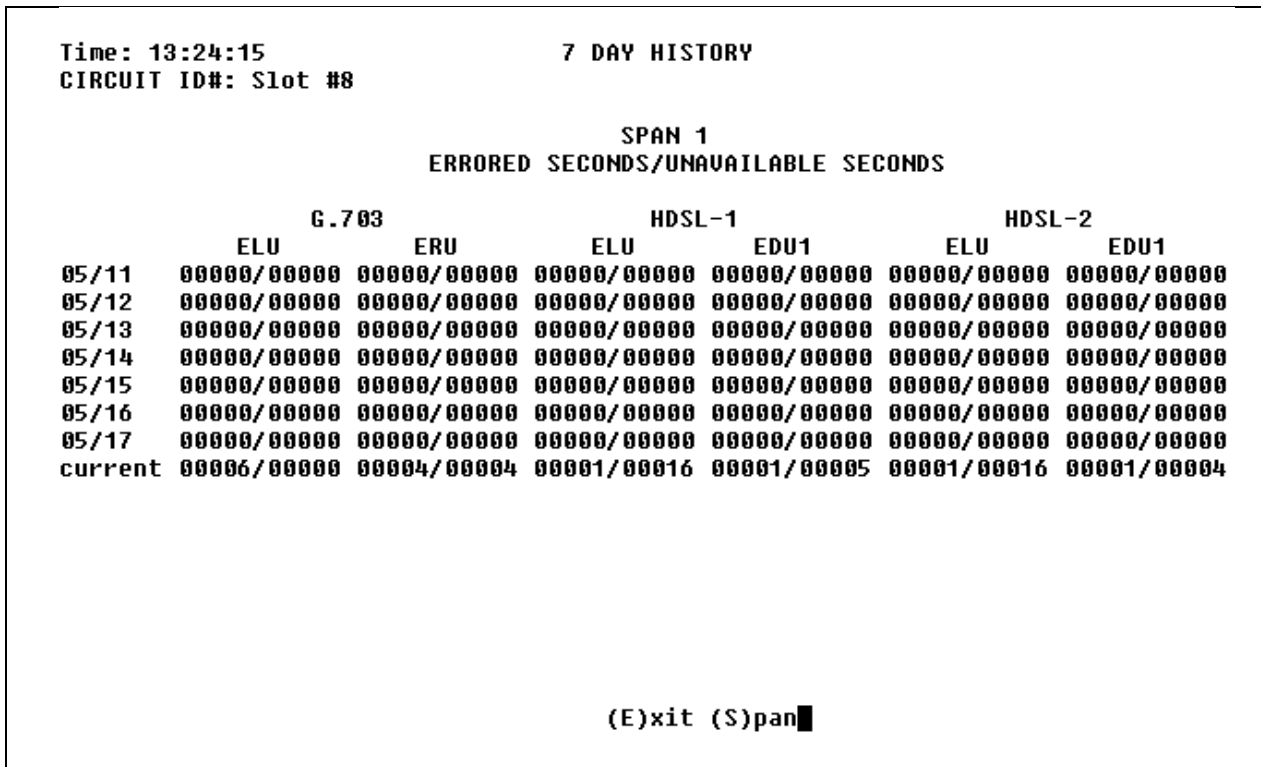 Time: 13:24:15 7 DAY HISTORY
CIRCUIT ID#: Slot #8
SPAN 1
ERRORED SECONDS/UNAVAILABLE SECONDS
G.703 HDSL-1 HDSL-2
ELU ERU ELU EDU1 ELU EDU1
05/11 00000/00000 00000/00000 00000/00000 00000/00000 00000/00000 00000/00000
05/12 00000/00000 00000/00000 00000/00000 00000/00000 00000/00000 00000/00000
05/13 00000/00000 00000/00000 00000/00000 00000/00000 00000/00000 00000/00000
05/14 00000/00000 00000/00000 00000/00000 00000/00000 00000/00000 00000/00000
05/15 00000/00000 00000/00000 00000/00000 00000/00000 00000/00000 00000/00000
05/16 00000/00000 00000/00000 00000/00000 00000/00000 00000/00000 00000/00000
05/17 00000/00000 00000/00000 00000/00000 00000/00000 00000/00000 00000/00000
current 00006/00000 00004/00004 00001/00016 00001/00005 00001/00016 00001/00004
(E)xit (S)pan